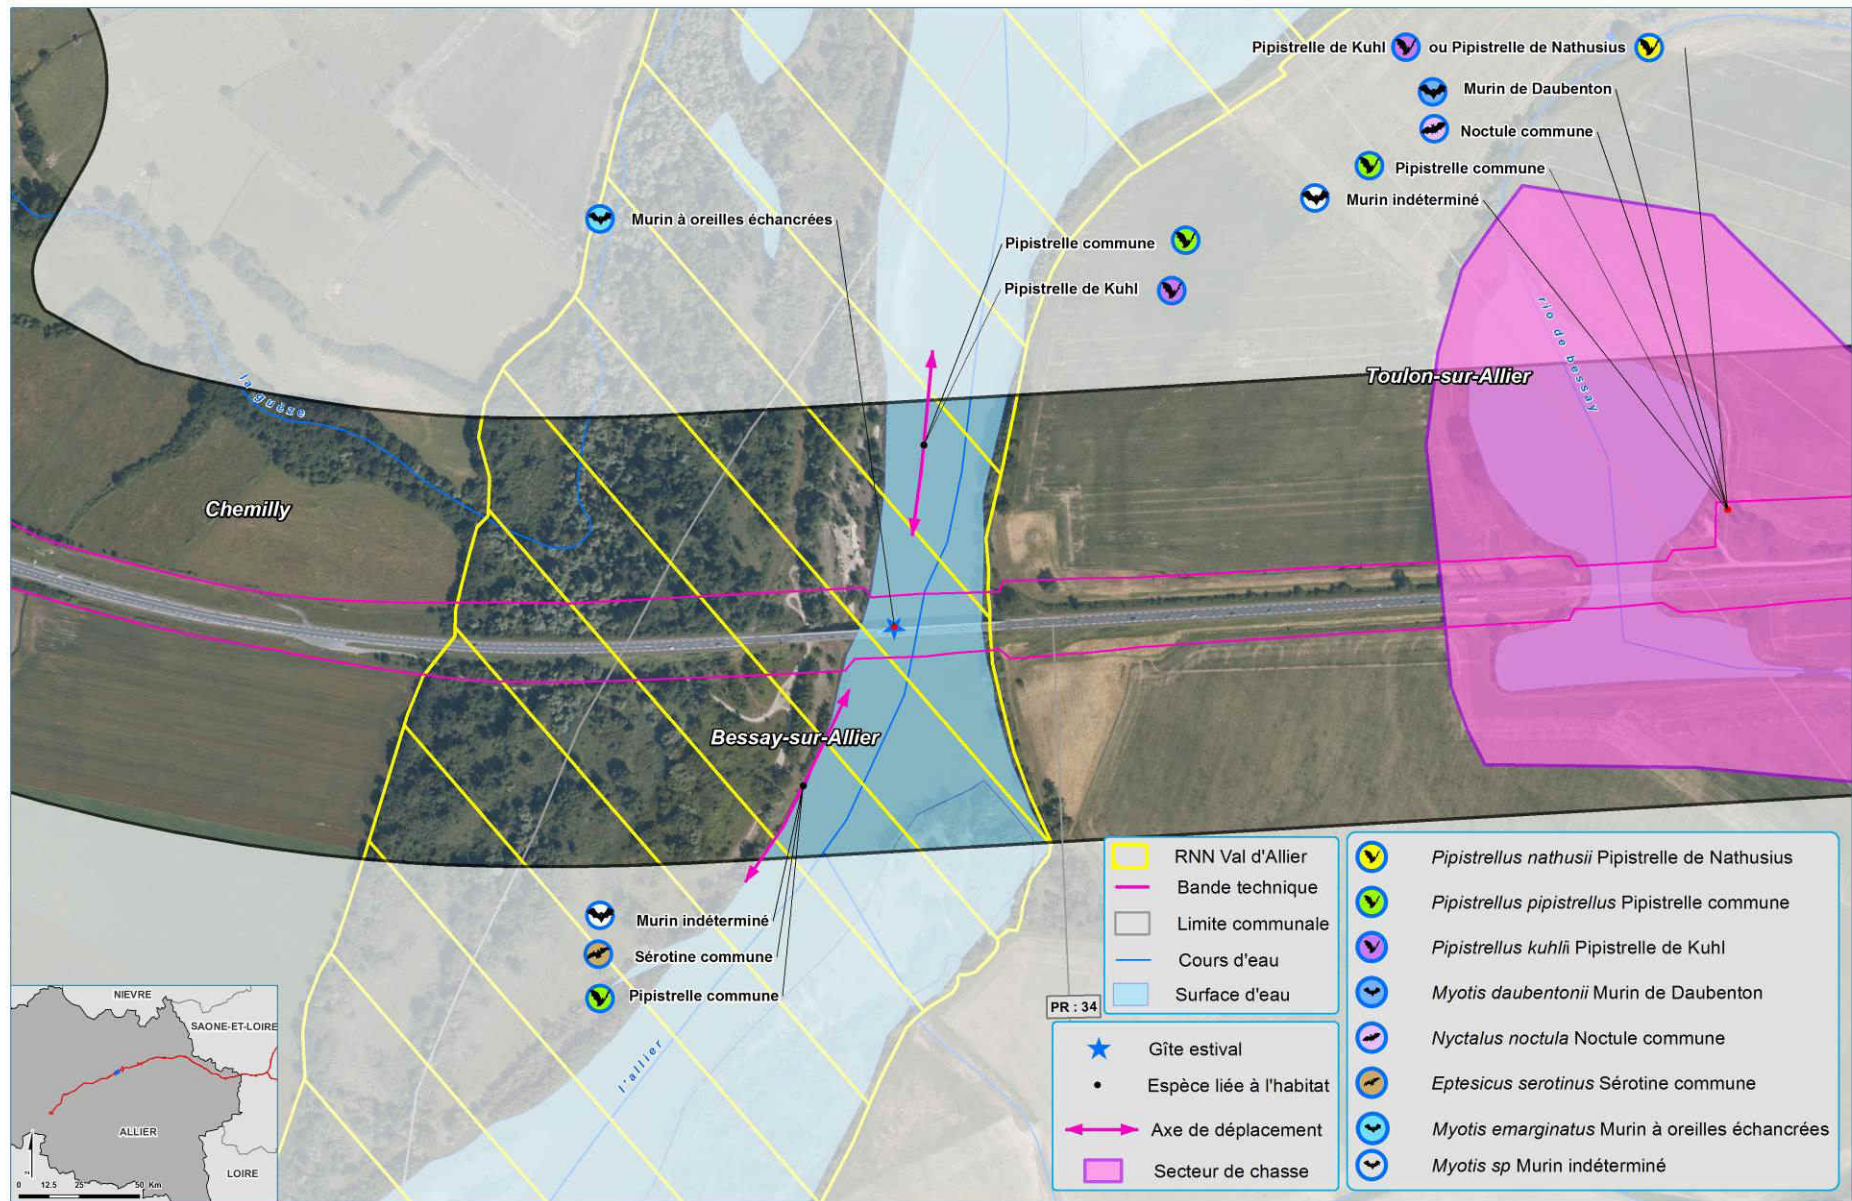 Pipistrelle de Kuhl ou Pipistrelle de Nathusius
Murin de Daubenton
Noctule commune
Pipistrelle commune
Murin indéterminé
Murin à oreilles échancrées
Pipistrelle commune
Pipistrelle de Kuhl
rio de bessay
Toulon-sur-Allier
la guèze
Chemilly
Bessay-sur-Allier
Murin indéterminé
Sérotine commune
Pipistrelle commune
l'allier
PR : 34
RNN Val d'Allier
Bande technique
Limite communale
Cours d'eau
Surface d'eau
Gîte estival
Espèce liée à l'habitat
Axe de déplacement
Secteur de chasse
Pipistrellus nathusii Pipistrelle de Nathusius
Pipistrellus pipistrellus Pipistrelle commune
Pipistrellus kuhlii Pipistrelle de Kuhl
Myotis daubentonii Murin de Daubenton
Nyctalus noctula Noctule commune
Eptesicus serotinus Sérotine commune
Myotis emarginatus Murin à oreilles échancrées
Myotis sp Murin indéterminé
NIEVRE
SAONE-ET-LOIRE
ALLIER
LOIRE
0 12.5 25 50 Km